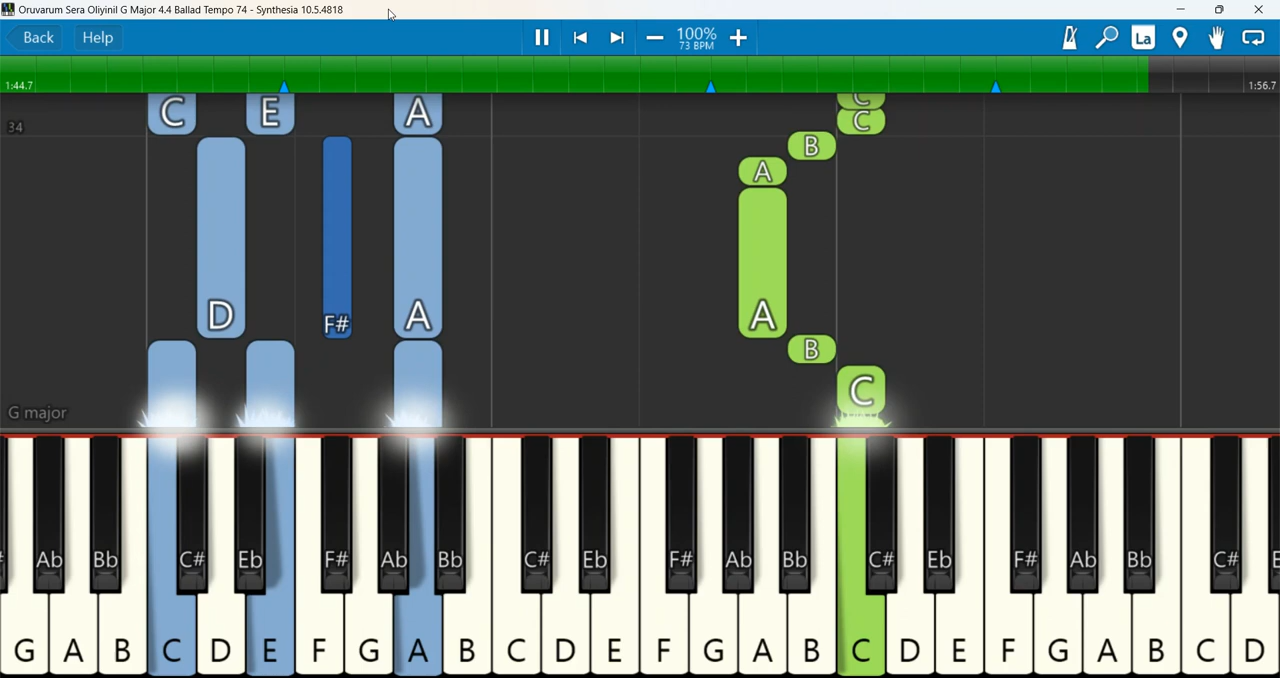 Oruvarum Sera Oliyinil G Major 4.4 Ballad Tempo 74 - Synthesia 10.5.4818
Back Help 100% La
73 BPM
1:44.7 1:56.7
C E A C
34 C
B
A
D F# A A
B
C
G major
Ab Bb C# Eb F# Ab Bb C# Eb F# Ab Bb C# Eb F# Ab Bb C#
G A B C D E F G A B C D E F G A B C D E F G A B C D